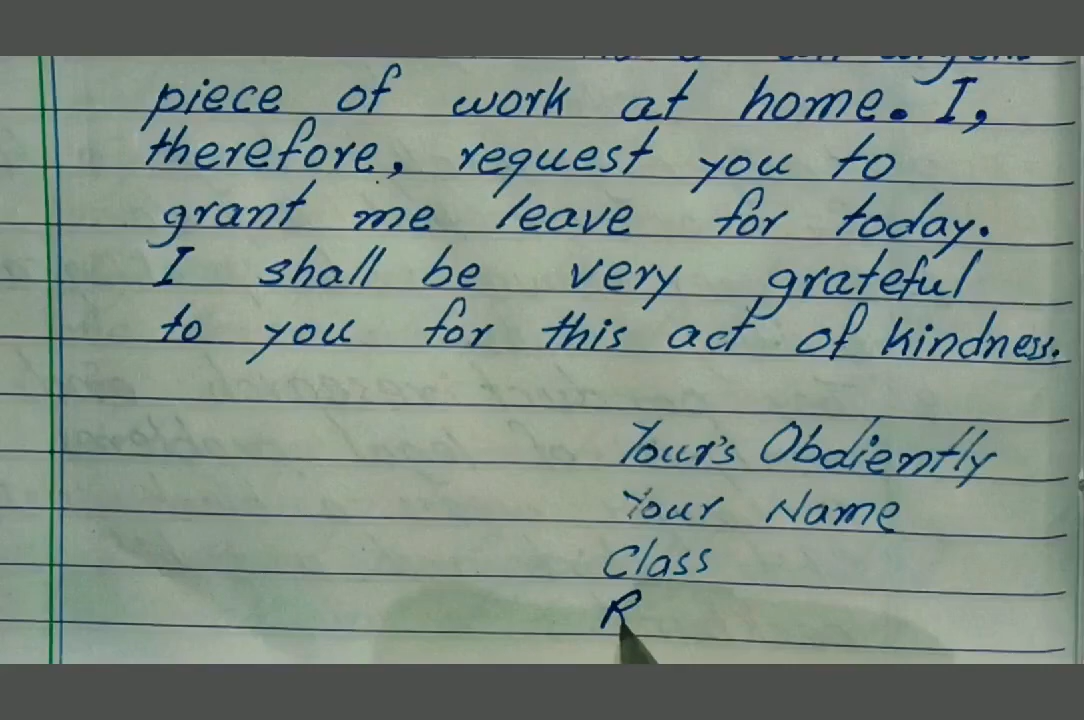 piece of work at home. I,
therefore, request you to
grant me leave for today.
I shall be very grateful
to you for this act of kindness.
Your's Obdiently
Your Name
Class
R